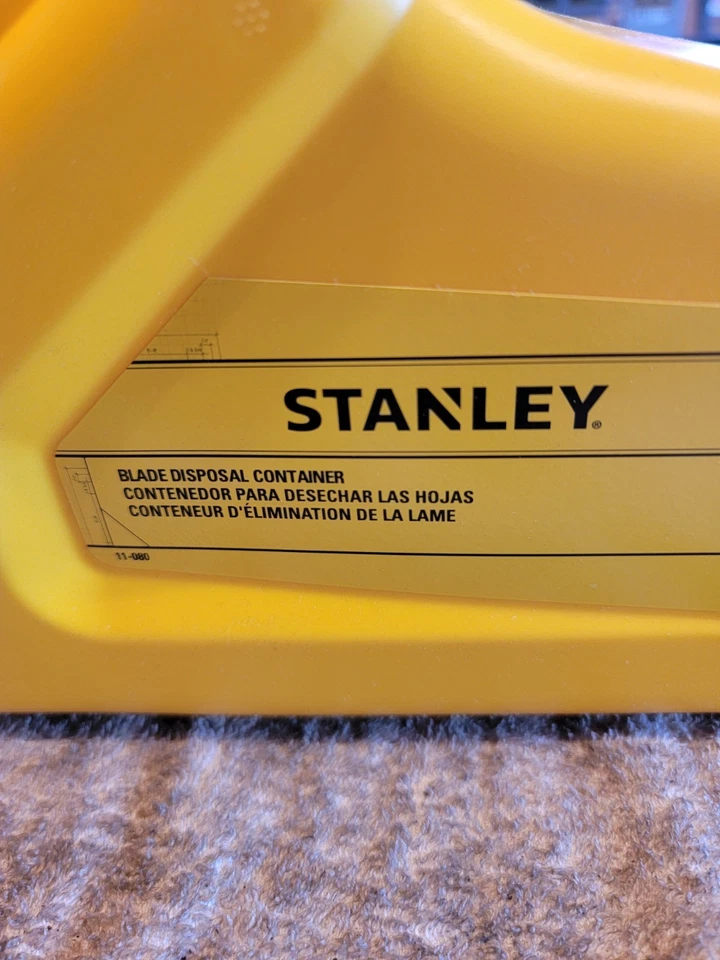 STANLEY®
BLADE DISPOSAL CONTAINER
CONTENEDOR PARA DESECHAR LAS HOJAS
CONTENEUR D'ÉLIMINATION DE LA LAME
11-080